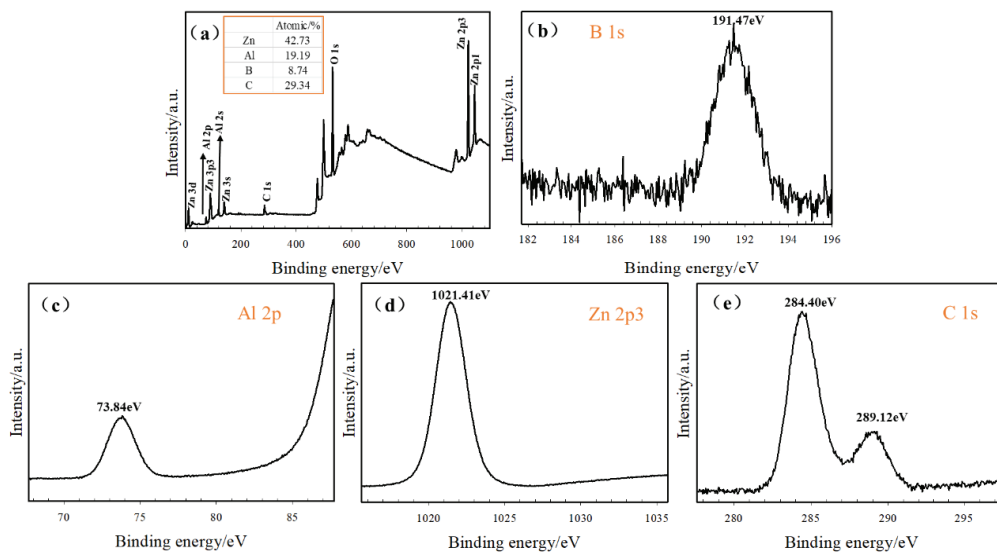 (a)
Atomic/%
Zn 42.73
Al 19.19
B 8.74
C 29.34
Zn 3d
Al 2p
Zn 3p3
Al 2s
Zn 3s
C 1s
O 1s
Zn 2p3
Zn 2p1
Intensity/a.u.
0 200 400 600 800 1000
Binding energy/eV
(b)
191.47eV
B 1s
Intensity/a.u.
182 184 186 188 190 192 194 196
Binding energy/eV
(c)
Al 2p
73.84eV
Intensity/a.u.
70 75 80 85
Binding energy/eV
(d)
1021.41eV
Zn 2p3
Intensity/a.u.
1020 1025 1030 1035
Binding energy/eV
(e)
284.40eV
C 1s
289.12eV
Intensity/a.u.
280 285 290 295
Binding energy/eV